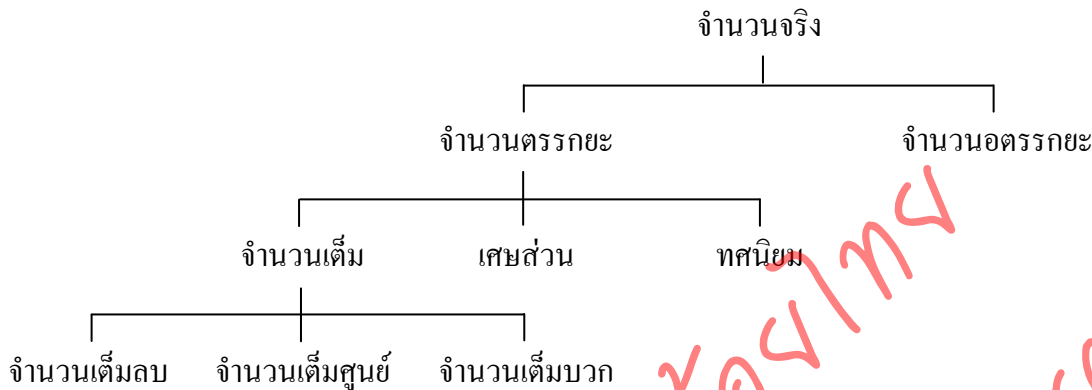 จำนวนจริง
จำนวนตรรกยะ จำนวนอตรรกยะ
จำนวนเต็ม เศษส่วน ทศนิยม
จำนวนเต็มลบ จำนวนเต็มศูนย์ จำนวนเต็มบวก